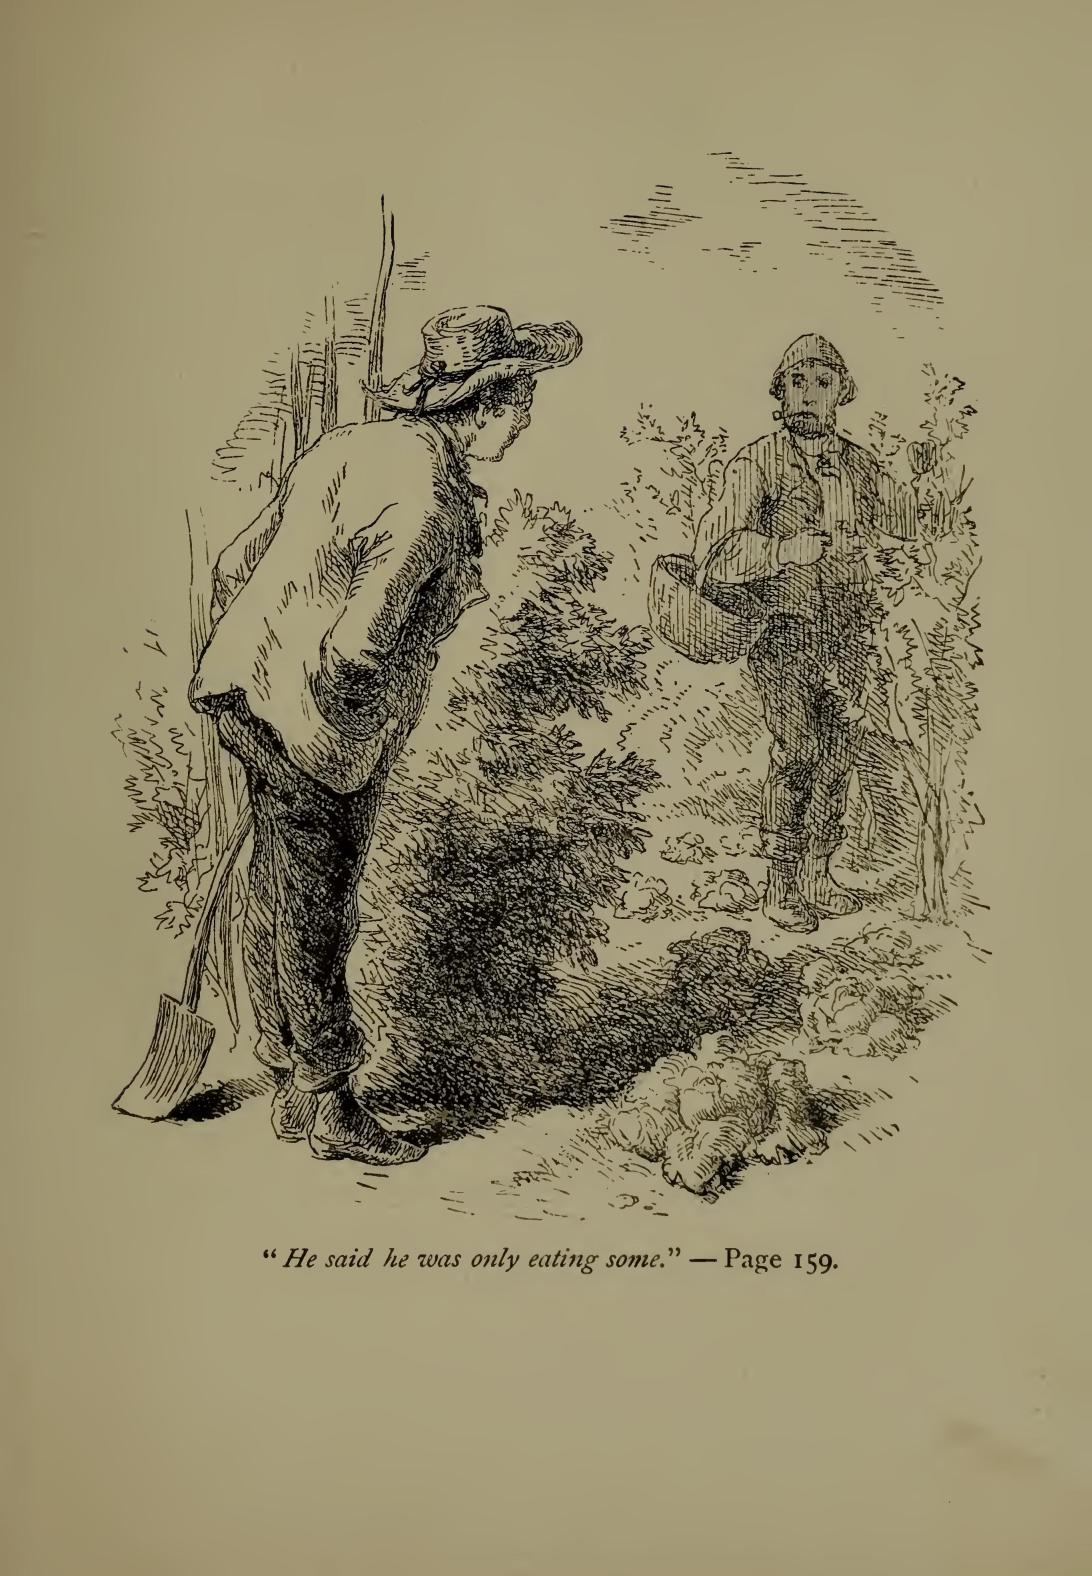 “ He said he was only eating some.” — Page 159.